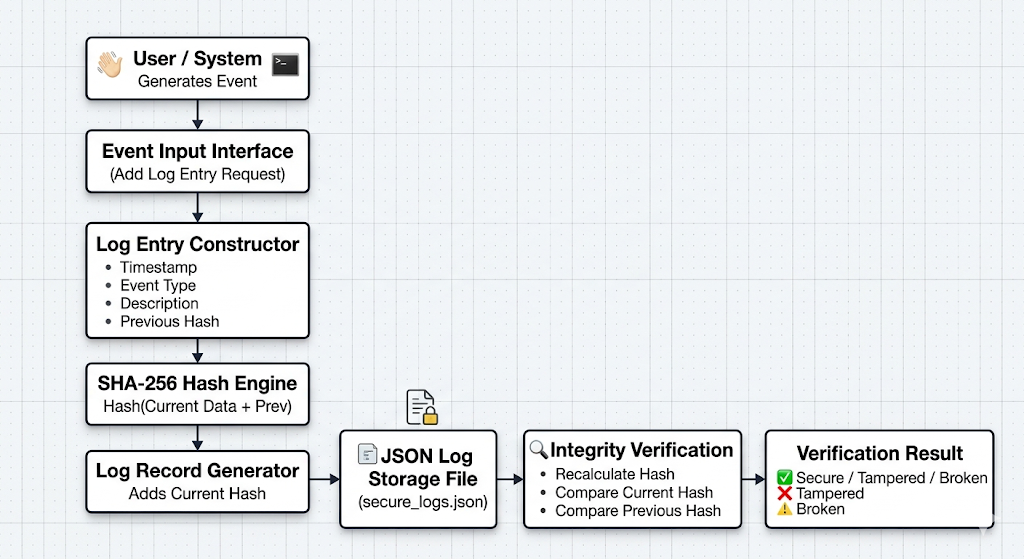 User / System
Generates Event
>_
Event Input Interface
(Add Log Entry Request)
Log Entry Constructor
• Timestamp
• Event Type
• Description
• Previous Hash
SHA-256 Hash Engine
Hash(Current Data + Prev)
Log Record Generator
Adds Current Hash
JSON Log
Storage File
(secure_logs.json)
Integrity Verification
• Recalculate Hash
• Compare Current Hash
• Compare Previous Hash
Verification Result
✅ Secure / Tampered / Broken
❌ Tampered
⚠️ Broken